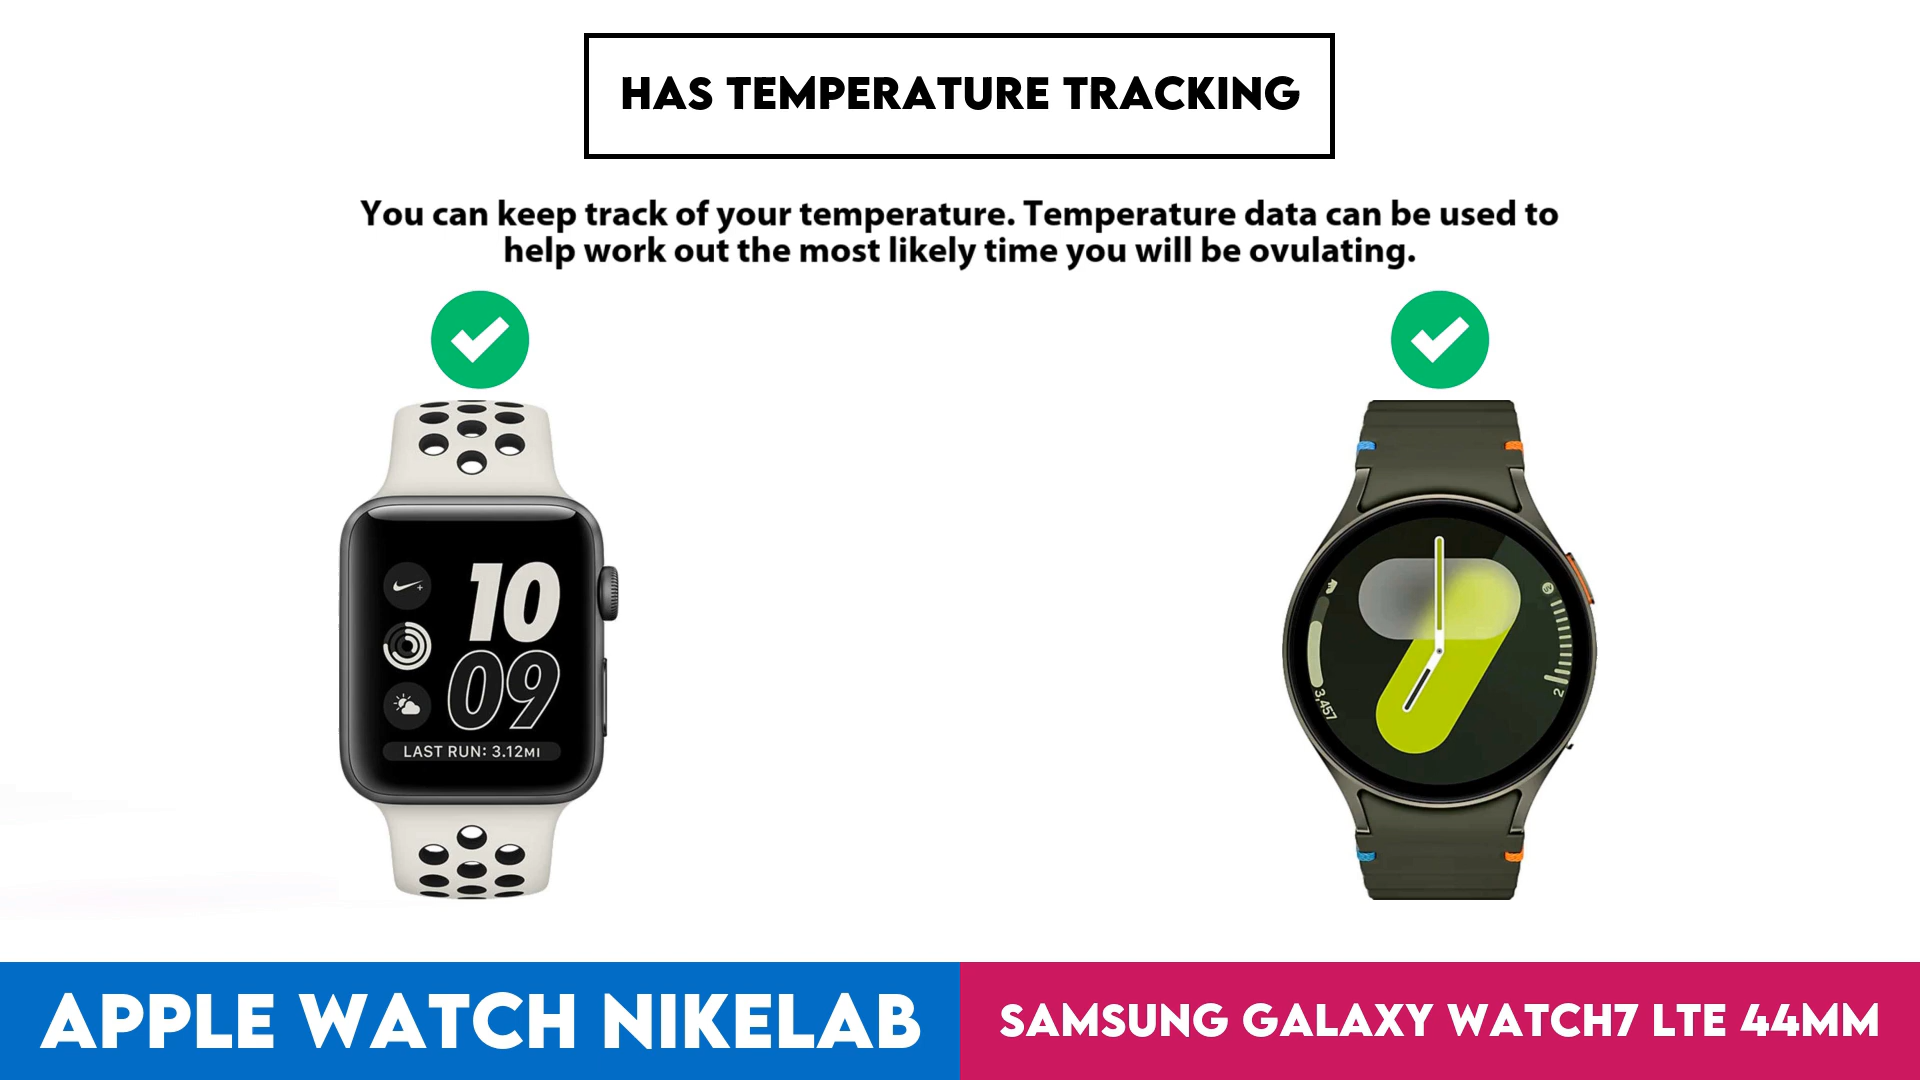 HAS TEMPERATURE TRACKING
You can keep track of your temperature. Temperature data can be used to
help work out the most likely time you will be ovulating.
10
09
LAST RUN: 3.12MI
3,457
2
APPLE WATCH NIKELAB
SAMSUNG GALAXY WATCH7 LTE 44MM